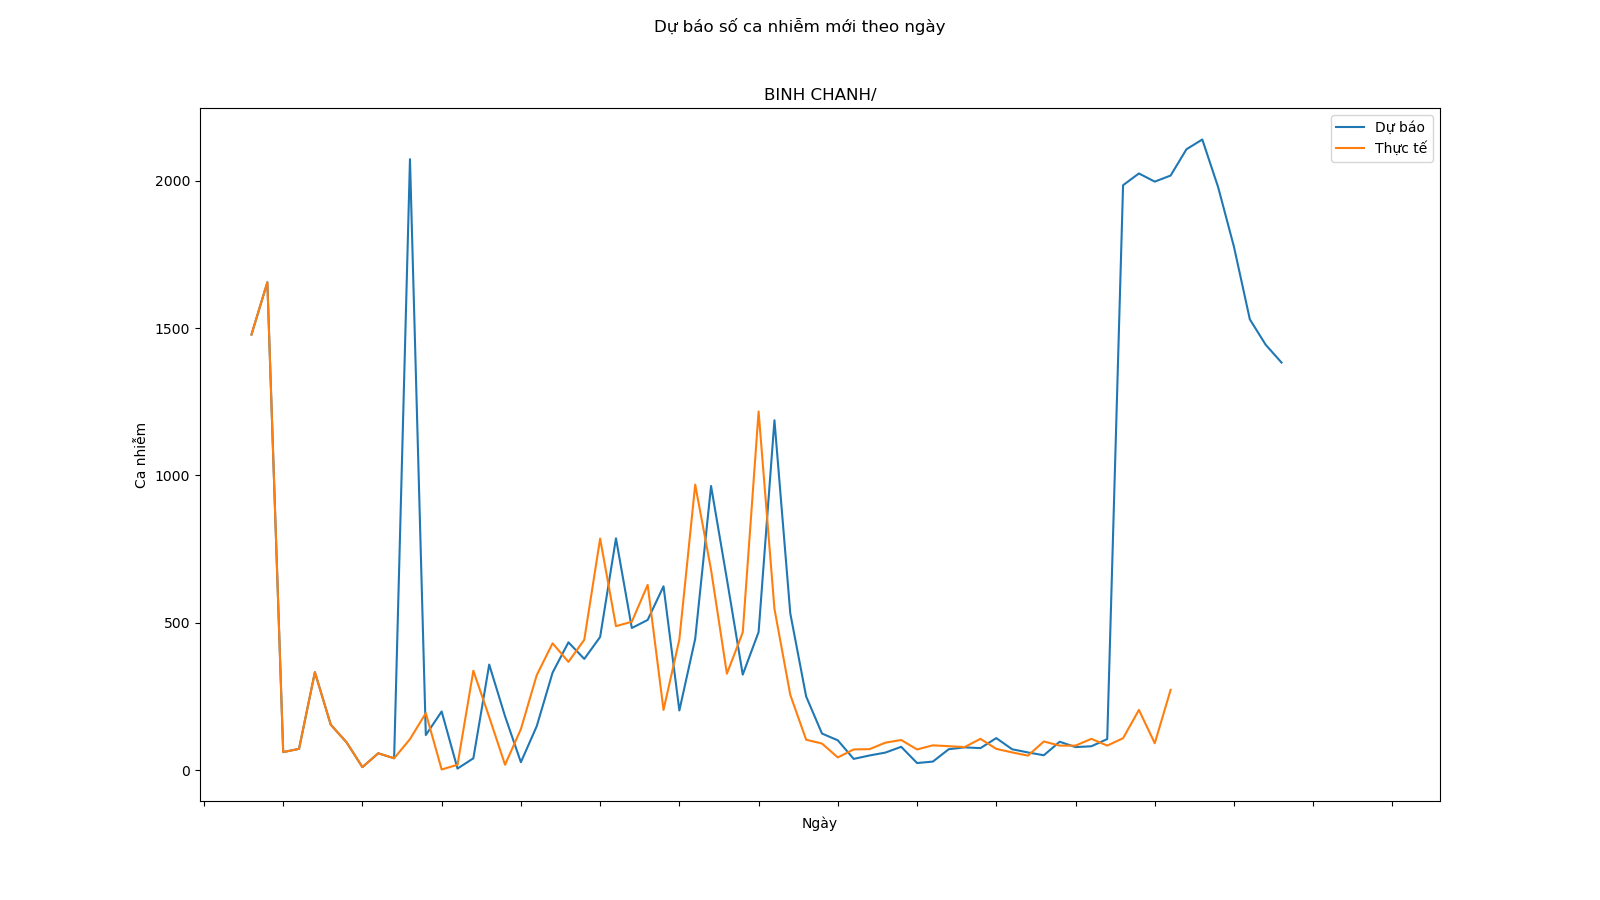 Dự báo số ca nhiễm mới theo ngày
BINH CHANH/
Dự báo
Thực tế
2000
1500
1000
500
0
Ca nhiễm
Ngày